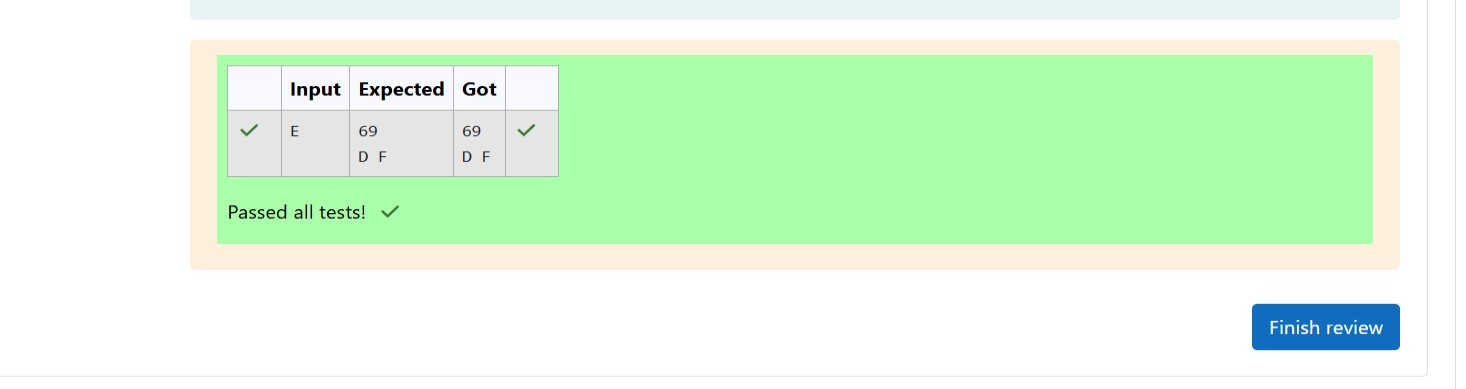 Input Expected Got
E 69 69
D F D F
Passed all tests!
Finish review